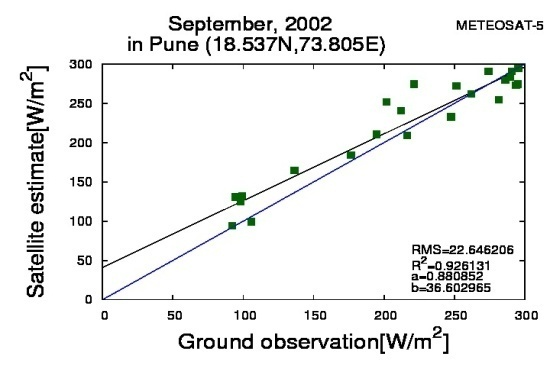 September, 2002
in Pune (18.537N,73.805E)
METEOSAT-5
Satellite estimate[W/m²]
300
250
200
150
100
50
0
RMS=22.646206
R²=0.926131
a=0.880852
b=36.602965
0 50 100 150 200 250 300
Ground observation[W/m²]